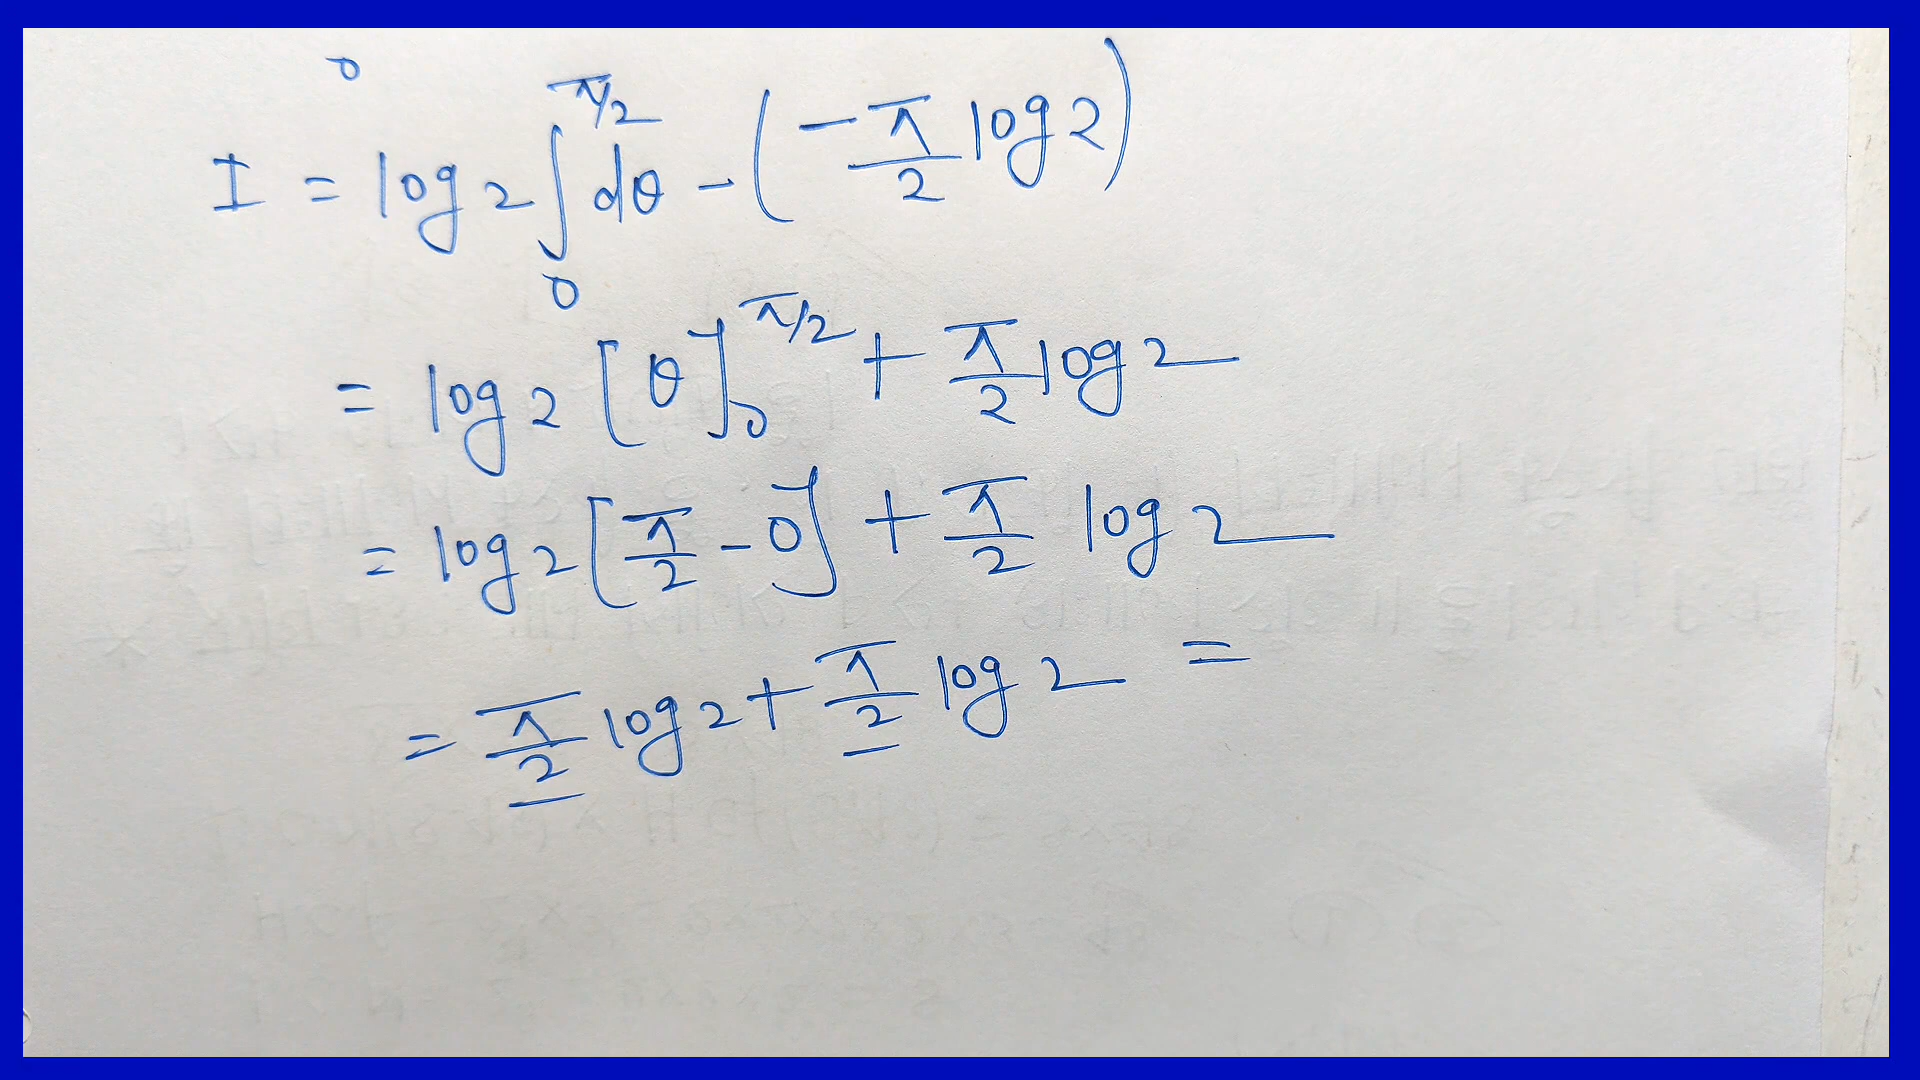 0
I = log 2 ∫₀^{π/2} dθ - (-π/2 log 2)
= log 2 [θ]₀^{π/2} + π/2 log 2
= log 2 [π/2 - 0] + π/2 log 2
= π/2 log 2 + π/2 log 2 =